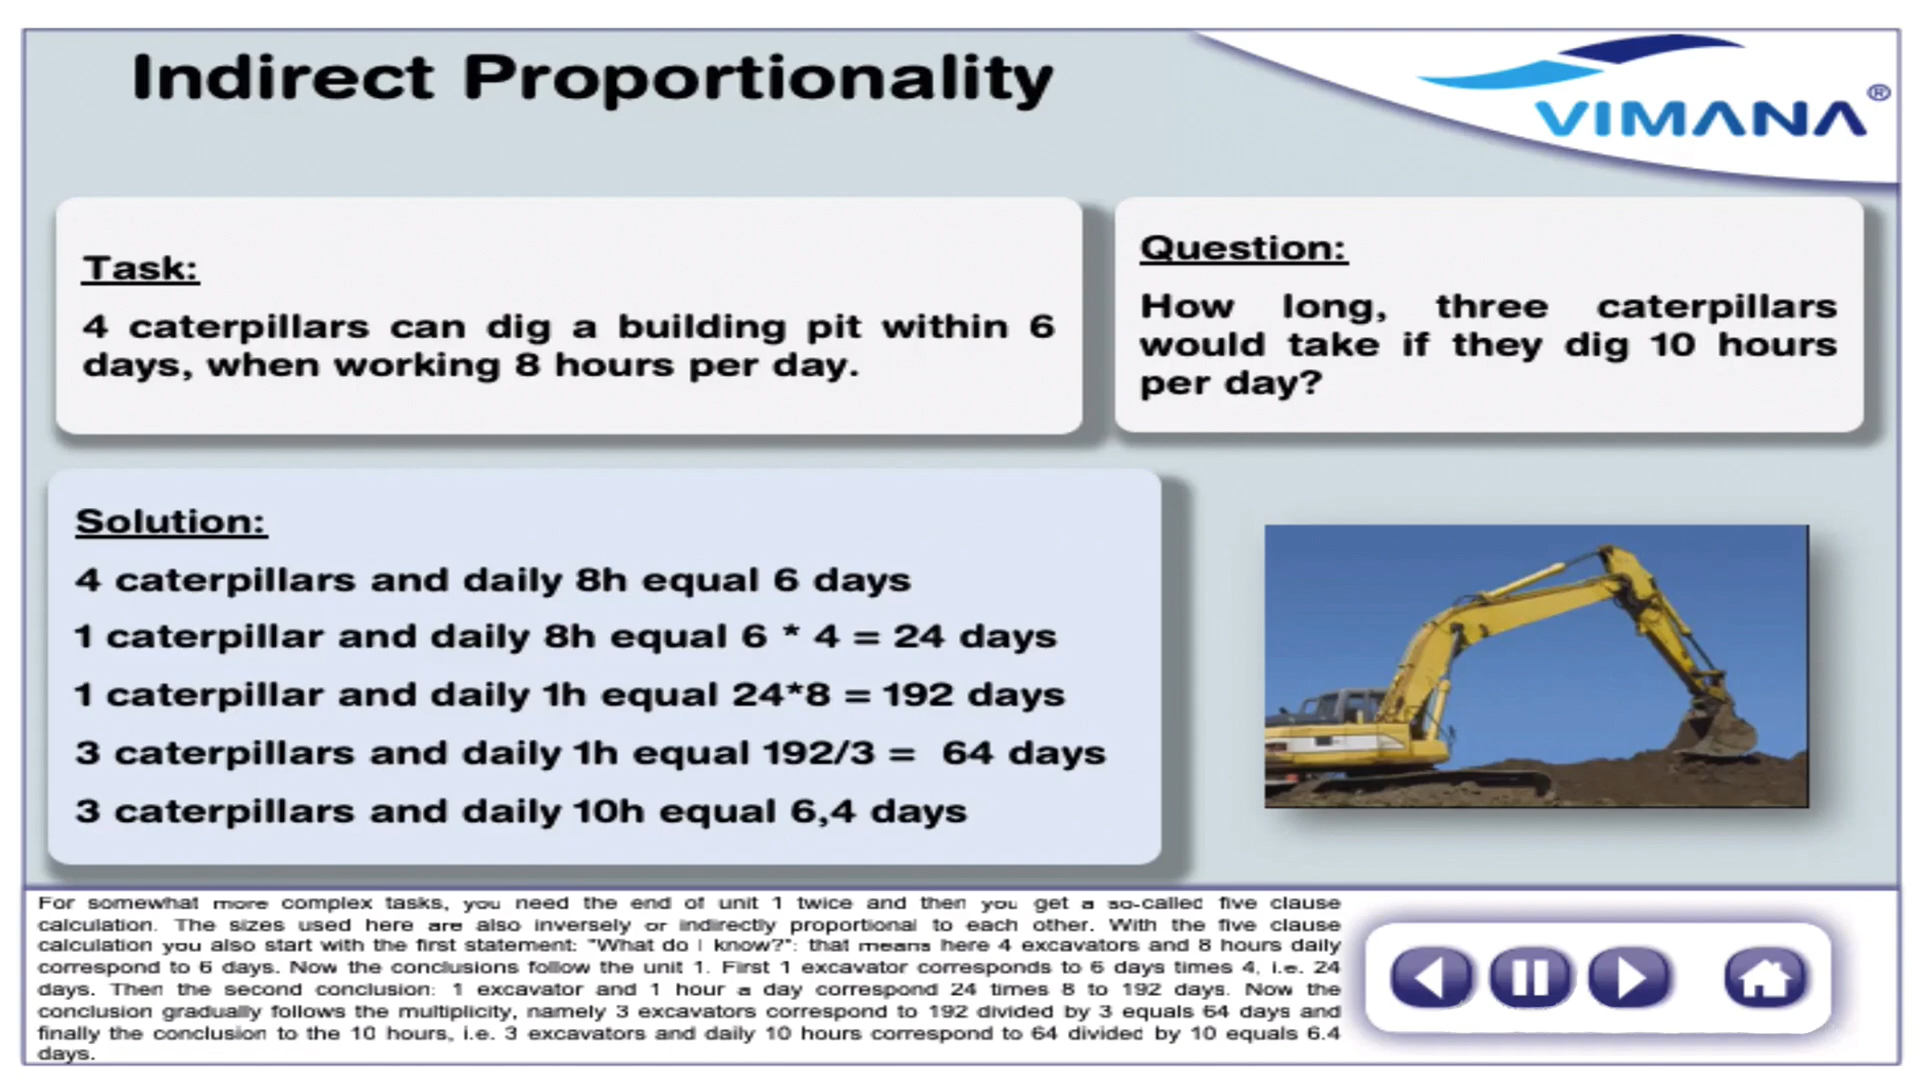 Indirect Proportionality
VIMANA®
Task:
4 caterpillars can dig a building pit within 6
days, when working 8 hours per day.
Question:
How long, three caterpillars
would take if they dig 10 hours
per day?
Solution:
4 caterpillars and daily 8h equal 6 days
1 caterpillar and daily 8h equal 6 * 4 = 24 days
1 caterpillar and daily 1h equal 24*8 = 192 days
3 caterpillars and daily 1h equal 192/3 = 64 days
3 caterpillars and daily 10h equal 6,4 days
For somewhat more complex tasks, you need the end of unit 1 twice and then you get a so-called five clause
calculation. The sizes used here are also inversely or indirectly proportional to each other. With the five clause
calculation you also start with the first statement: "What do I know?": that means here 4 excavators and 8 hours daily
correspond to 6 days. Now the conclusions follow the unit 1. First 1 excavator corresponds to 6 days times 4, i.e. 24
days. Then the second conclusion: 1 excavator and 1 hour a day correspond 24 times 8 to 192 days. Now the
conclusion gradually follows the multiplicity, namely 3 excavators correspond to 192 divided by 3 equals 64 days and
finally the conclusion to the 10 hours, i.e. 3 excavators and daily 10 hours correspond to 64 divided by 10 equals 6.4
days.